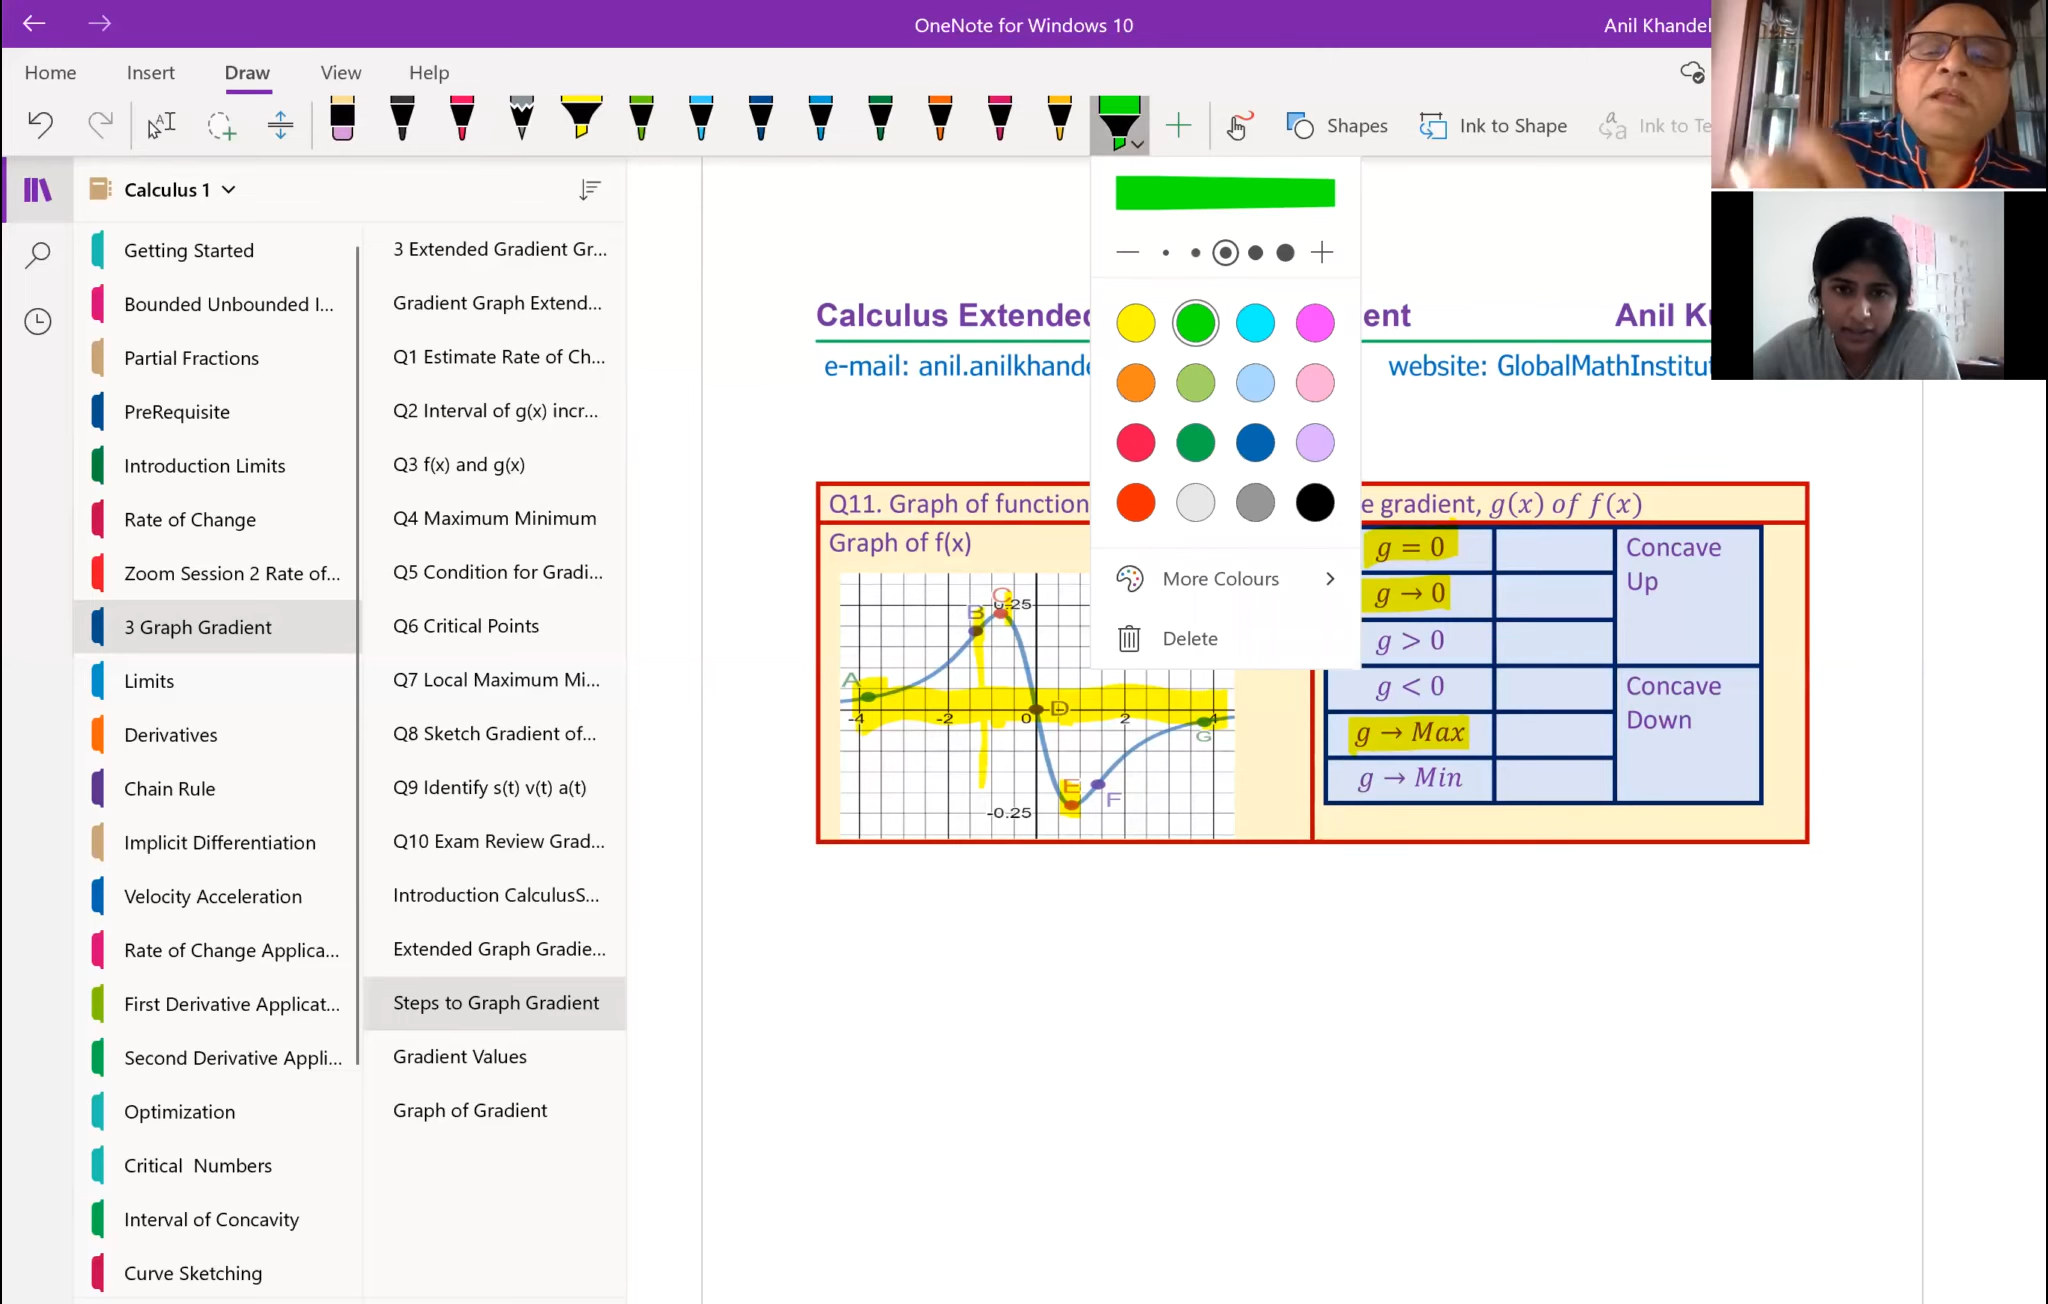 OneNote for Windows 10
Anil Khandel
Home Insert Draw View Help
Shapes Ink to Shape Ink to Te
Calculus 1
Getting Started
Bounded Unbounded I...
Partial Fractions
PreRequisite
Introduction Limits
Rate of Change
Zoom Session 2 Rate of...
3 Graph Gradient
Limits
Derivatives
Chain Rule
Implicit Differentiation
Velocity Acceleration
Rate of Change Applica...
First Derivative Applicat...
Second Derivative Appli...
Optimization
Critical Numbers
Interval of Concavity
Curve Sketching
3 Extended Gradient Gr...
Gradient Graph Extend...
Q1 Estimate Rate of Ch...
Q2 Interval of g(x) incr...
Q3 f(x) and g(x)
Q4 Maximum Minimum
Q5 Condition for Gradi...
Q6 Critical Points
Q7 Local Maximum Mi...
Q8 Sketch Gradient of...
Q9 Identify s(t) v(t) a(t)
Q10 Exam Review Grad...
Introduction CalculusS...
Extended Graph Gradie...
Steps to Graph Gradient
Gradient Values
Graph of Gradient
More Colours
Delete
Calculus Extended ent Anil K
e-mail: anil.anilkhande website: GlobalMathInstitut
Q11. Graph of function e gradient, g(x) of f(x)
Graph of f(x)
C
B 0.25
A
-4 -2 0 D 2 4
G
E
F
-0.25
g = 0 Concave Up
g → 0
g > 0
g < 0 Concave Down
g → Max
g → Min